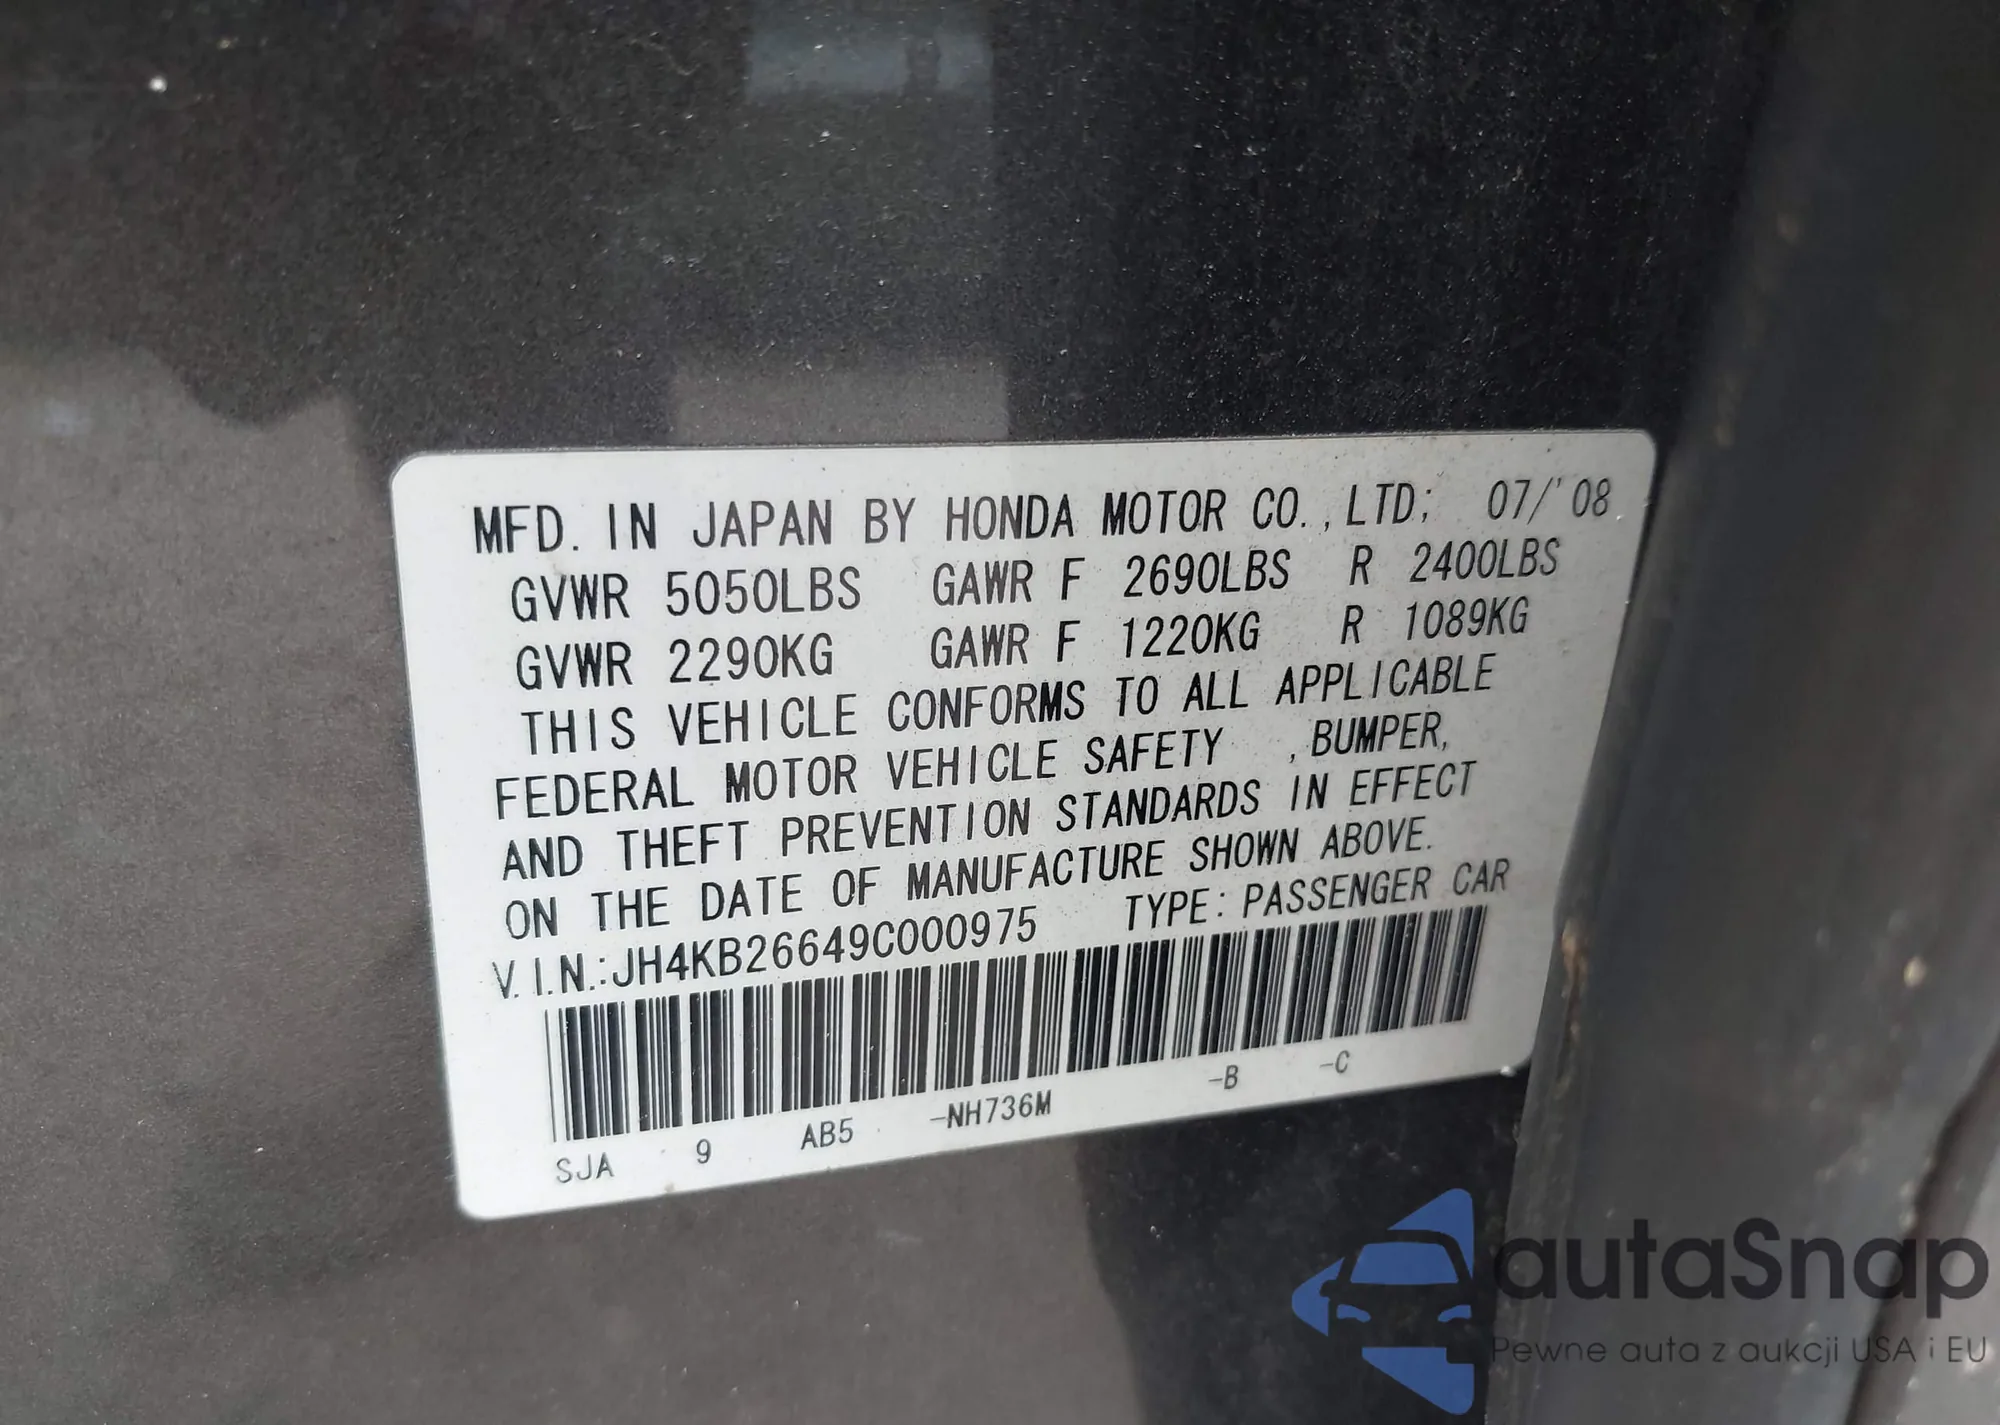 MFD. IN JAPAN BY HONDA MOTOR CO.,LTD; 07/'08
GVWR 5050LBS GAWR F 2690LBS R 2400LBS
GVWR 2290KG GAWR F 1220KG R 1089KG
THIS VEHICLE CONFORMS TO ALL APPLICABLE
FEDERAL MOTOR VEHICLE SAFETY ,BUMPER,
AND THEFT PREVENTION STANDARDS IN EFFECT
ON THE DATE OF MANUFACTURE SHOWN ABOVE.
V.I.N.:JH4KB26649C000975 TYPE:PASSENGER CAR
SJA 9 AB5 -NH736M -B -C
autaSnap
Pewne auta z aukcji USA i EU